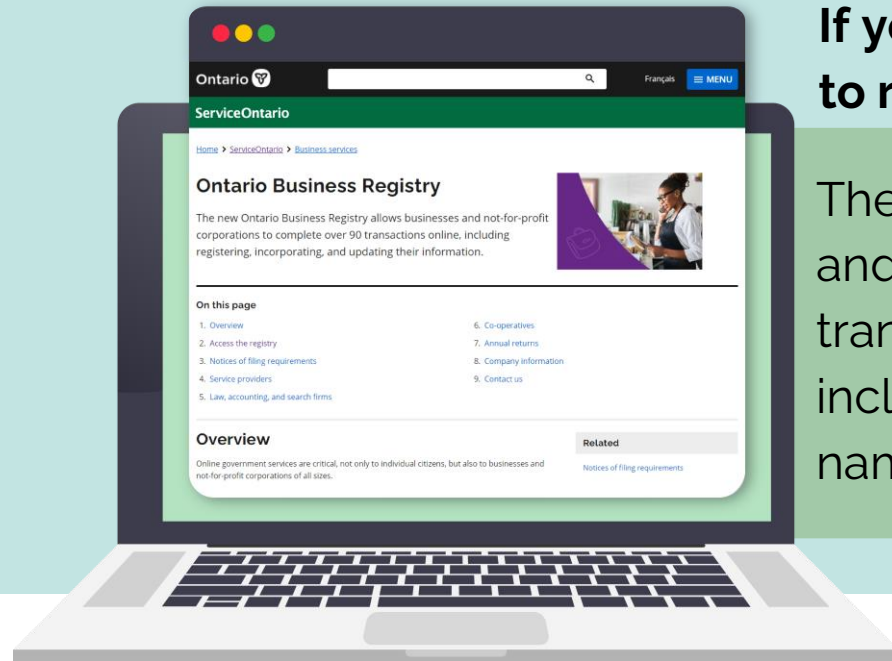 If yo
to r
Ontario
Français
MENU
ServiceOntario
Home > ServiceOntario > Business services
Ontario Business Registry
The new Ontario Business Registry allows businesses and not-for-profit
corporations to complete over 90 transactions online, including
registering, incorporating, and updating their information.
On this page
1. Overview
2. Access the registry
3. Notices of filing requirements
4. Service providers
5. Law, accounting, and search firms
6. Co-operatives
7. Annual returns
8. Company information
9. Contact us
Overview
Online government services are critical, not only to individual citizens, but also to businesses and
not-for-profit corporations of all sizes.
Related
Notices of filing requirements
The
and
tran
incl
nam